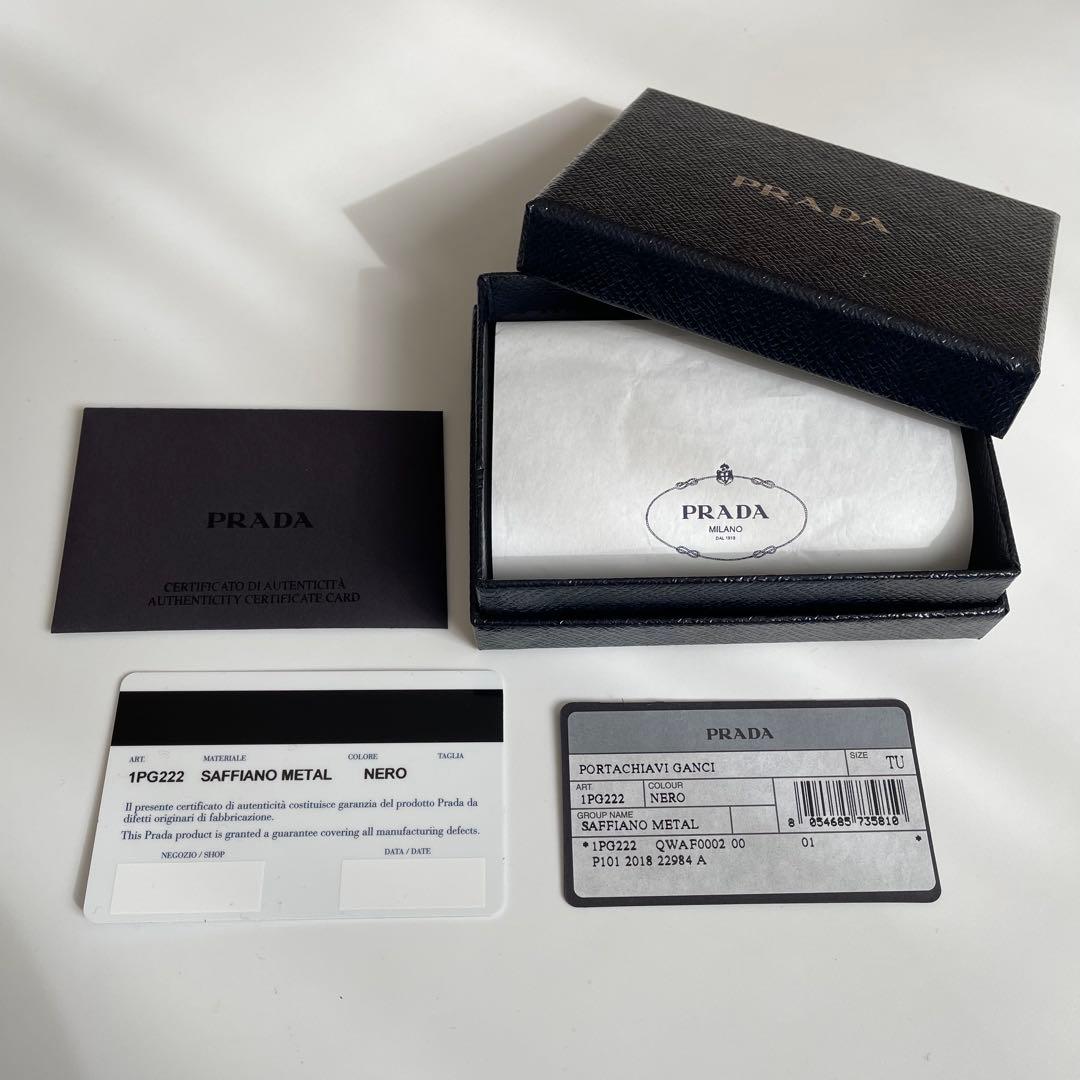 PRADA
PRADA
MILANO
DAL 1913
PRADA
CERTIFICATO DI AUTENTICITÀ
AUTHENTICITY CERTIFICATE CARD
ART. MATERIALE COLORE TAGLIA
1PG222 SAFFIANO METAL NERO
Il presente certificato di autenticità costituisce garanzia del prodotto Prada da
difetti originari di fabbricazione.
This Prada product is granted a guarantee covering all manufacturing defects.
NEGOZIO / SHOP DATA / DATE
PRADA
PORTACHIAVI GANCI SIZE TU
ART. COLOUR
1PG222 NERO
GROUP NAME
SAFFIANO METAL
8 054685 735810
*1PG222 QWAF0002 00 01 *
P101 2018 22984 A